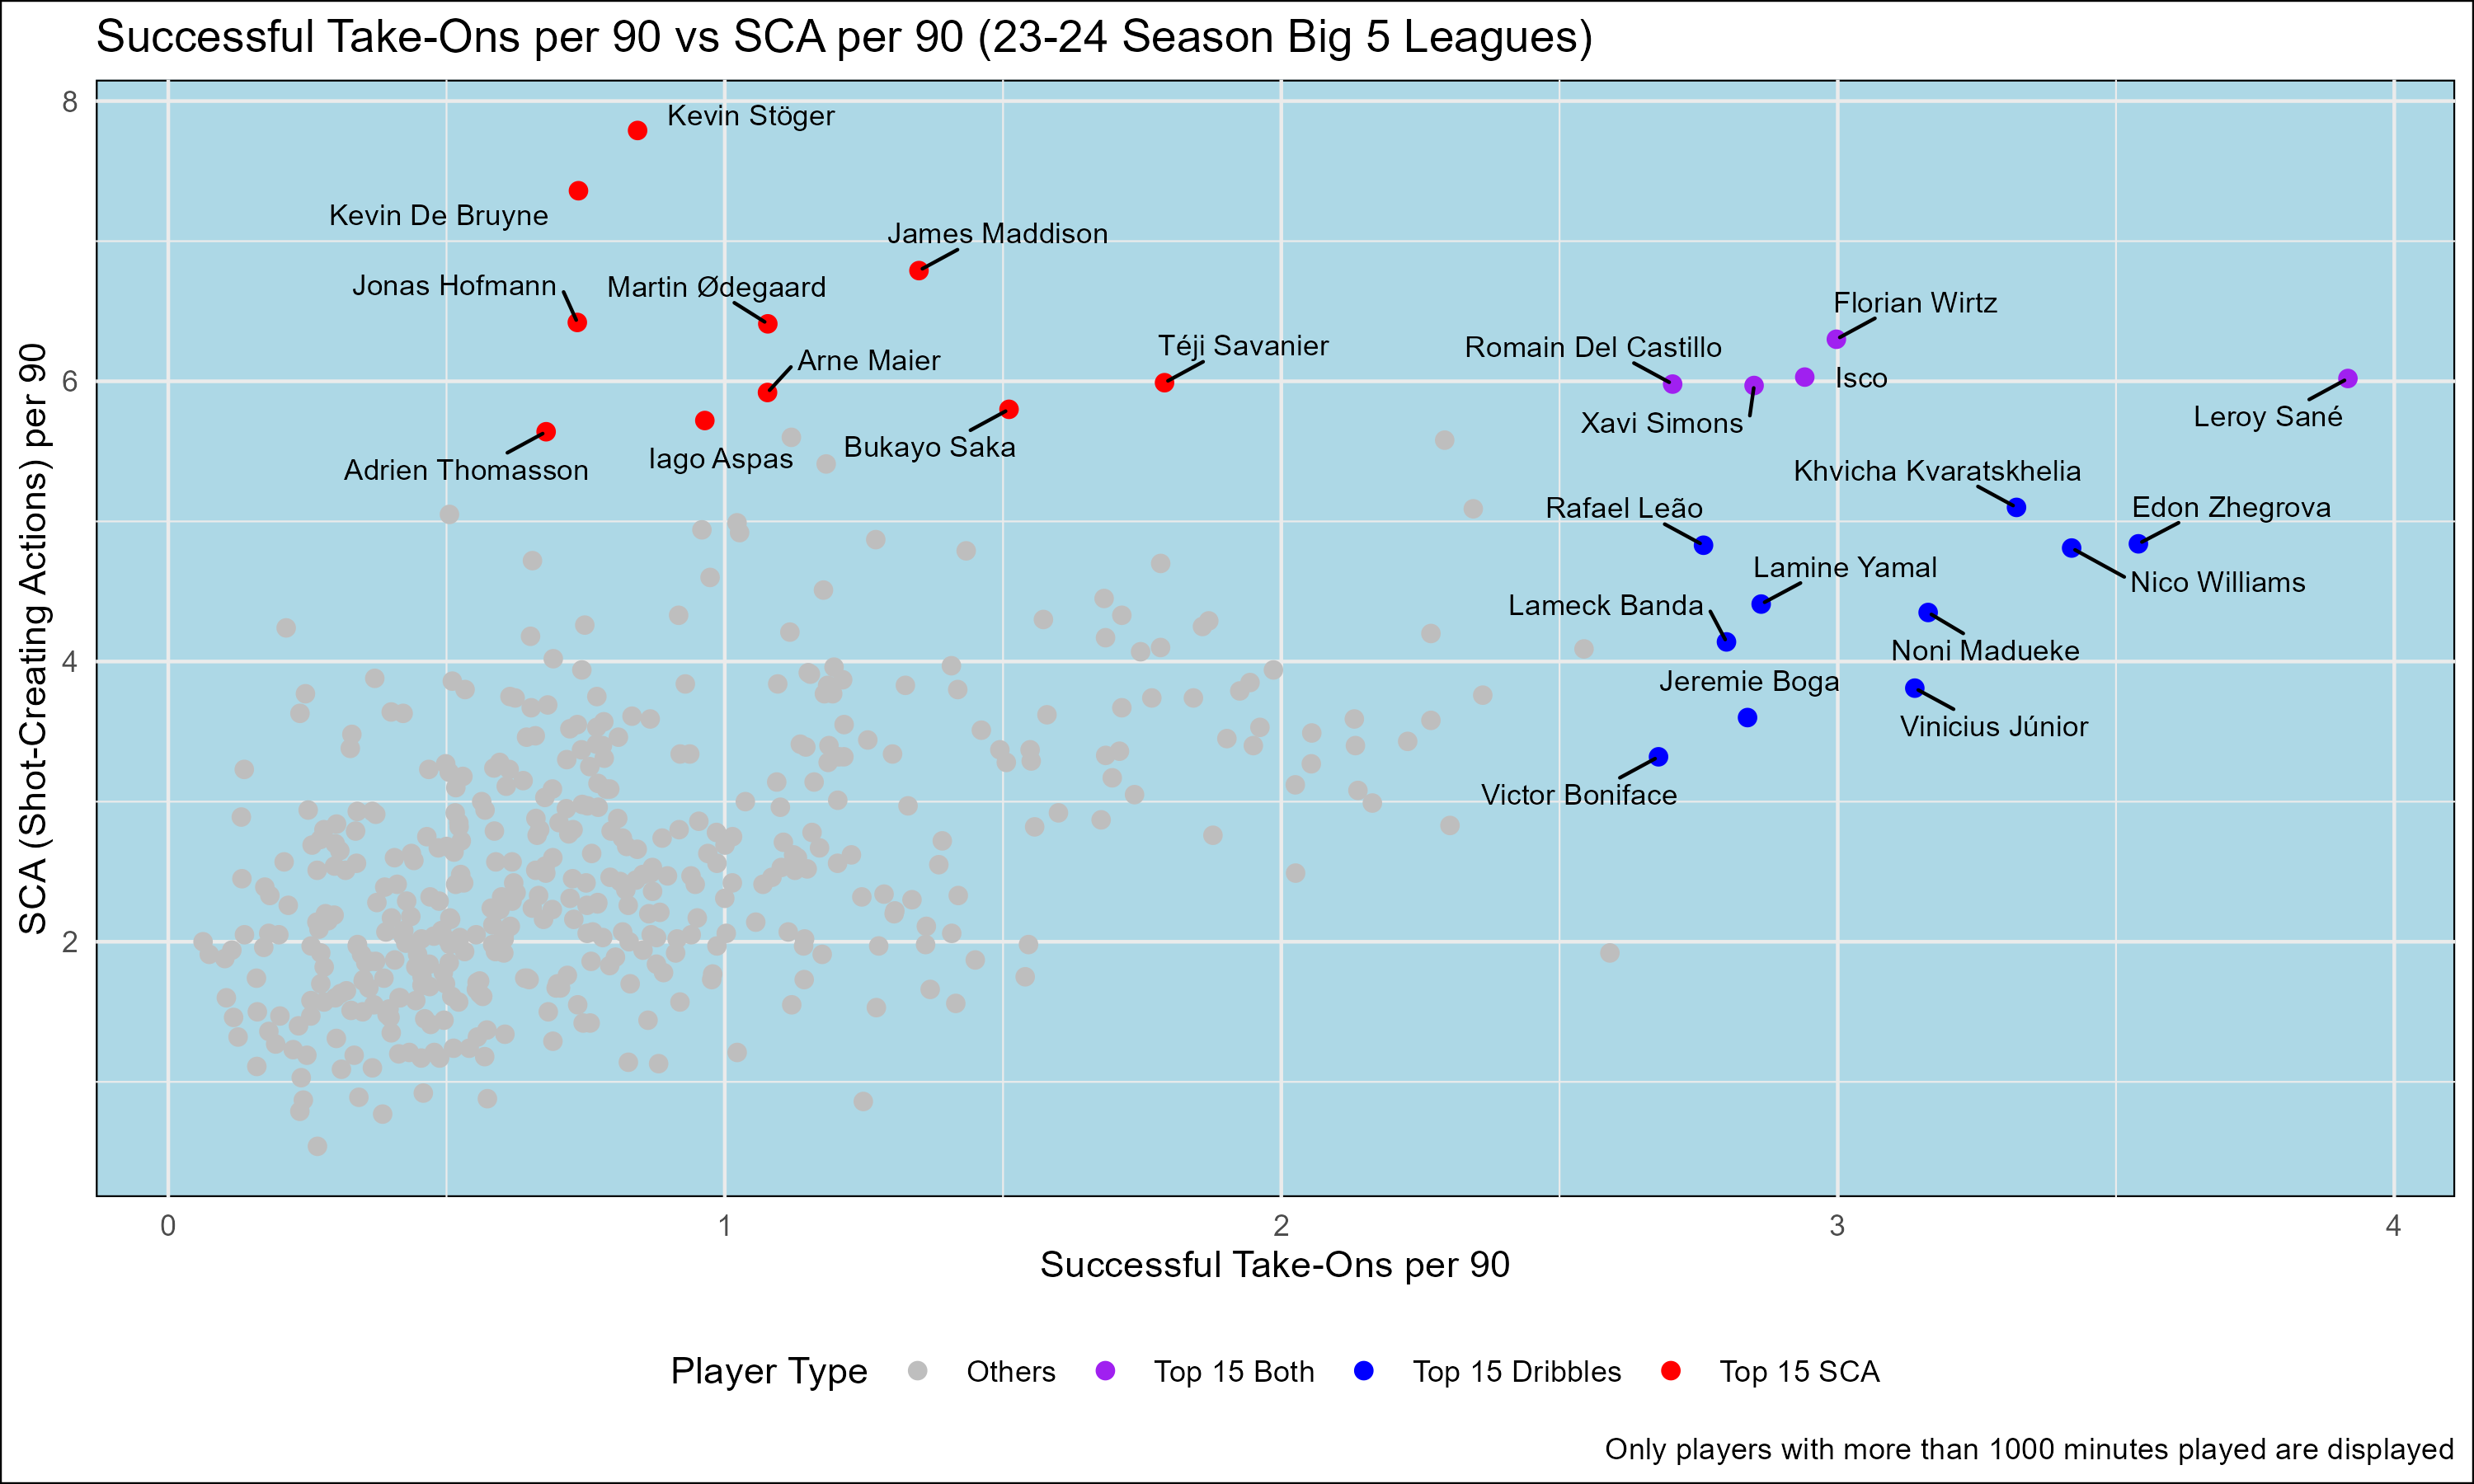 Successful Take-Ons per 90 vs SCA per 90 (23-24 Season Big 5 Leagues)
SCA (Shot-Creating Actions) per 90
8
6
4
2
Kevin Stöger
Kevin De Bruyne
James Maddison
Jonas Hofmann
Martin Ødegaard
Florian Wirtz
Arne Maier
Téji Savanier
Romain Del Castillo
Isco
Xavi Simons
Leroy Sané
Adrien Thomasson
Iago Aspas
Bukayo Saka
Khvicha Kvaratskhelia
Rafael Leão
Edon Zhegrova
Lamine Yamal
Nico Williams
Lameck Banda
Noni Madueke
Jeremie Boga
Vinicius Júnior
Victor Boniface
0 1 2 3 4
Successful Take-Ons per 90
Player Type Others Top 15 Both Top 15 Dribbles Top 15 SCA
Only players with more than 1000 minutes played are displayed